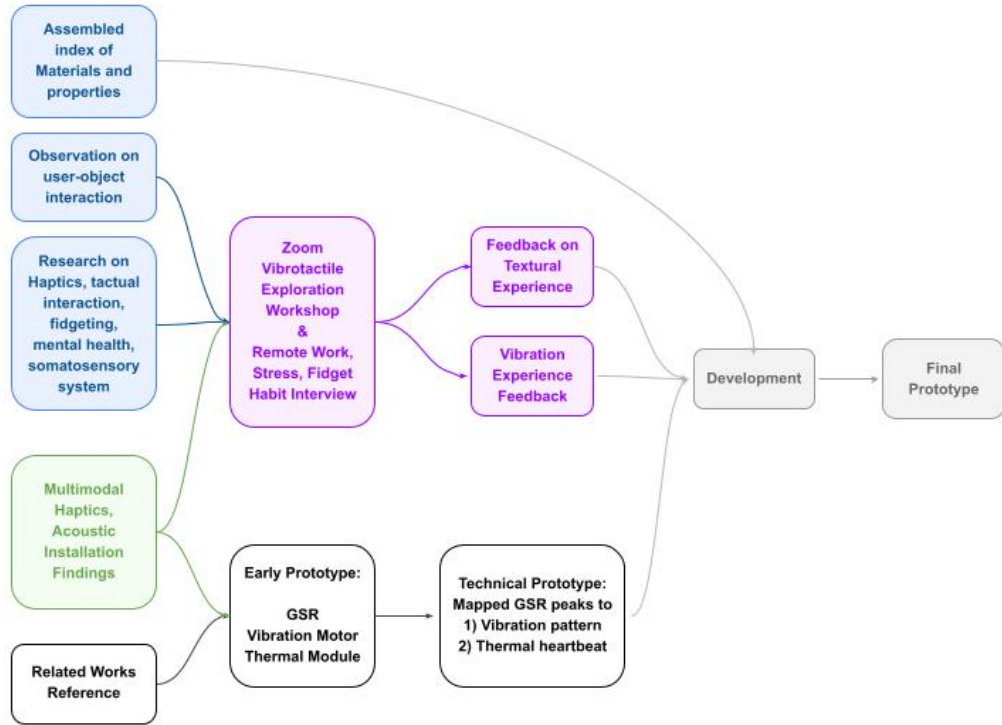 Assembled
index of
Materials and
properties
Observation on
user-object
interaction
Research on
Haptics, tactual
interaction,
fidgeting,
mental health,
somatosensory
system
Multimodal
Haptics,
Acoustic
Installation
Findings
Related Works
Reference
Zoom
Vibrotactile
Exploration
Workshop
&
Remote Work,
Stress, Fidget
Habit Interview
Early Prototype:
GSR
Vibration Motor
Thermal Module
Feedback on
Textural
Experience
Vibration
Experience
Feedback
Technical Prototype:
Mapped GSR peaks to
1) Vibration pattern
2) Thermal heartbeat
Development
Final
Prototype